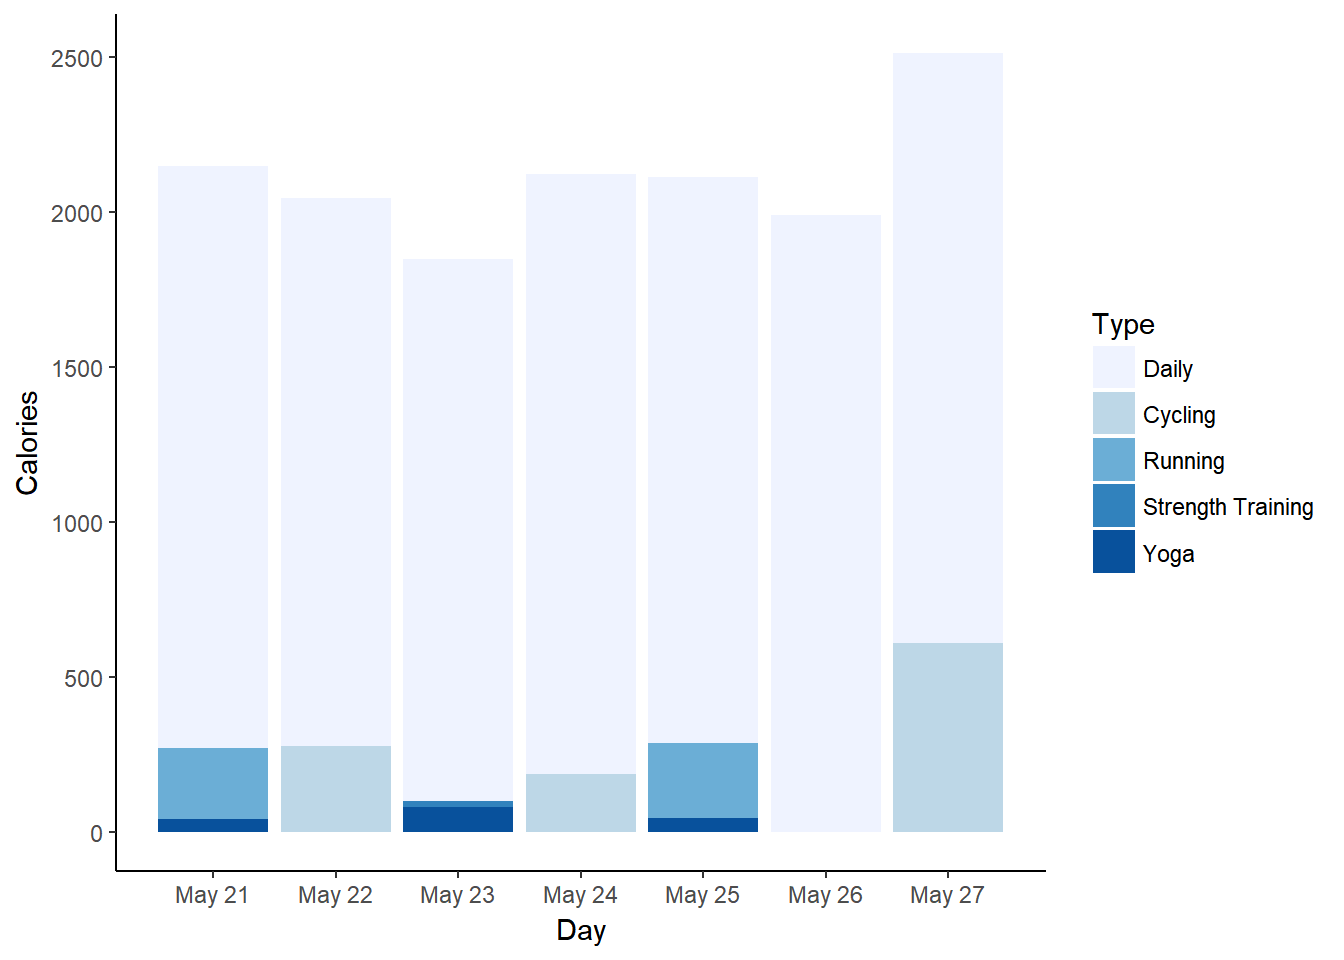 2500
2000
1500
1000
500
0
Calories
May 21
May 22
May 23
May 24
May 25
May 26
May 27
Day
Type
Daily
Cycling
Running
Strength Training
Yoga